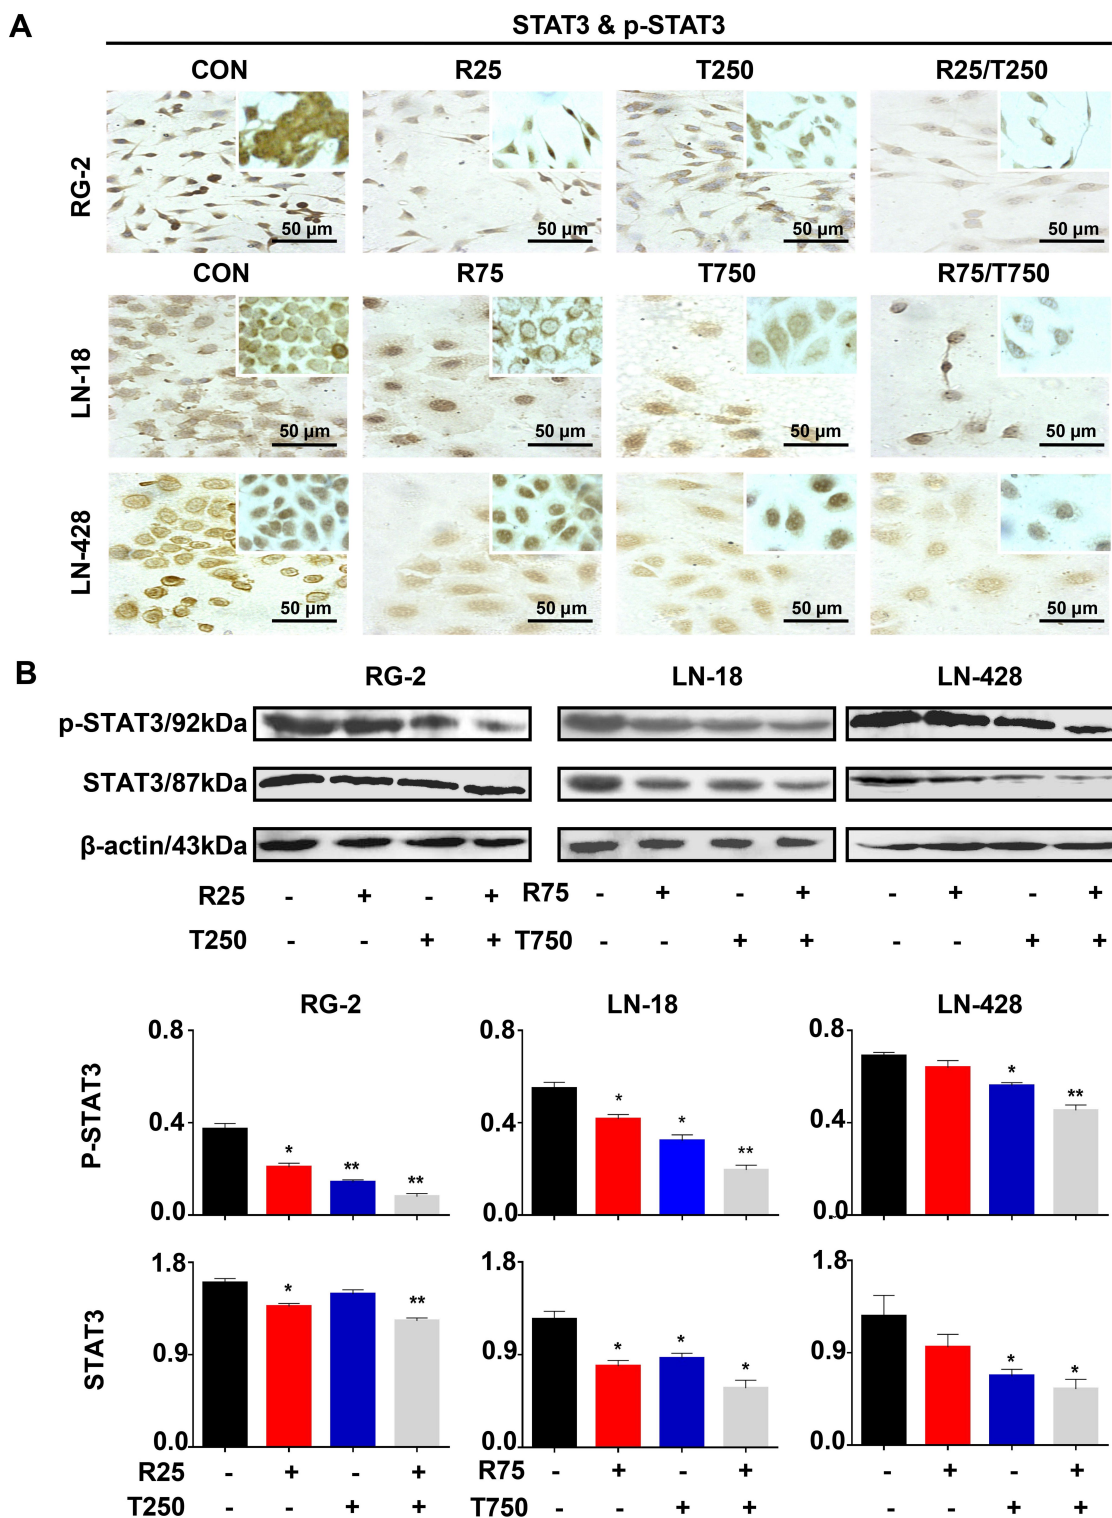 A
STAT3 & p-STAT3
CON R25 T250 R25/T250
RG-2
50 µm 50 µm 50 µm 50 µm
CON R75 T750 R75/T750
LN-18
50 µm 50 µm 50 µm 50 µm
LN-428
50 µm 50 µm 50 µm 50 µm
B
RG-2 LN-18 LN-428
p-STAT3/92kDa
STAT3/87kDa
β-actin/43kDa
R25 - + - + R75 - + - + - + - +
T250 - - + + T750 - - + + - - + +
RG-2 LN-18 LN-428
P-STAT3
0.8 0.8 0.8
0.4 0.4 0.4
0.0 0.0 0.0
* ** **
* * **
* **
STAT3
1.8 1.8 1.8
0.9 0.9 0.9
0.0 0.0 0.0
* **
* * *
* *
R25 - + - + R75 - + - + - + - +
T250 - - + + T750 - - + + - - + +